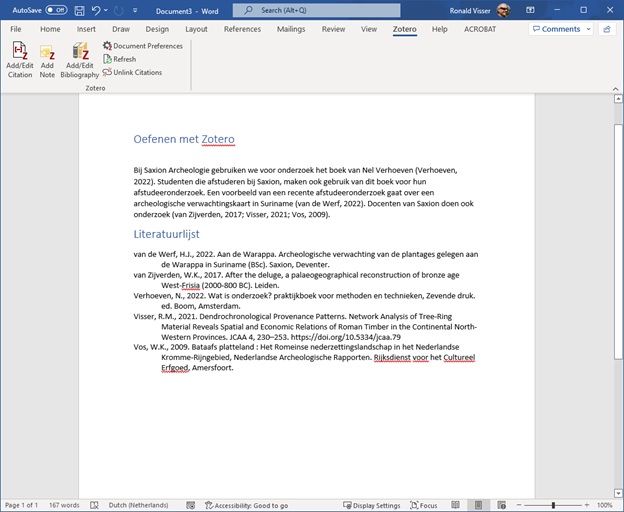 AutoSave Off Document3 - Word Search (Alt+Q) Ronald Visser
File Home Insert Draw Design Layout References Mailings Review View Zotero Help ACROBAT Comments
Add/Edit Citation
Add Note
Add/Edit Bibliography
Document Preferences
Refresh
Unlink Citations
Zotero
Oefenen met Zotero
Bij Saxion Archeologie gebruiken we voor onderzoek het boek van Nel Verhoeven (Verhoeven,
2022). Studenten die afstuderen bij Saxion, maken ook gebruik van dit boek voor hun
afstudeeronderzoek. Een voorbeeld van een recente afstudeeronderzoek gaat over een
archeologische verwachtingskaart in Suriname (van de Werf, 2022). Docenten van Saxion doen ook
onderzoek (van Zijverden, 2017; Visser, 2021; Vos, 2009).
Literatuurlijst
van de Werf, H.J., 2022. Aan de Warappa. Archeologische verwachting van de plantages gelegen aan
de Warapa in Suriname (BSc). Saxion, Deventer.
van Zijverden, W.K., 2017. After the deluge, a palaeogeographical reconstruction of bronze age
West-Frisia (2000-800 BC). Leiden.
Verhoeven, N., 2022. Wat is onderzoek? praktijkboek voor methoden en technieken, Zevende druk.
ed. Boom, Amsterdam.
Visser, R.M., 2021. Dendrochronological Provenance Patterns. Network Analysis of Tree-Ring
Material Reveals Spatial and Economic Relations of Roman Timber in the Continental North-
Western Provinces. JCAA 4, 230–253. https://doi.org/10.5334/jcaa.79
Vos, W.K., 2009. Bataafs platteland : Het Romeinse nederzettingslandschap in het Nederlandse
Kromme-Rijngebied, Nederlandse Archeologische Rapporten. Rijksdienst voor het Cultureel
Erfgoed, Amersfoort.
Page 1 of 1 167 words Dutch (Netherlands) Accessibility: Good to go Display Settings Focus 100%